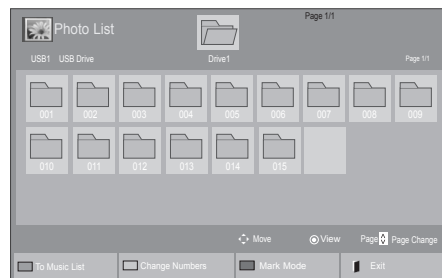 Page 1/1
Photo List
USB1 USB Drive Drive1 Page 1/1
001 002 003 004 005 006 007 008 009
010 011 012 013 014 015
Move View Page Page Change
To Music List Change Numbers Mark Mode Exit